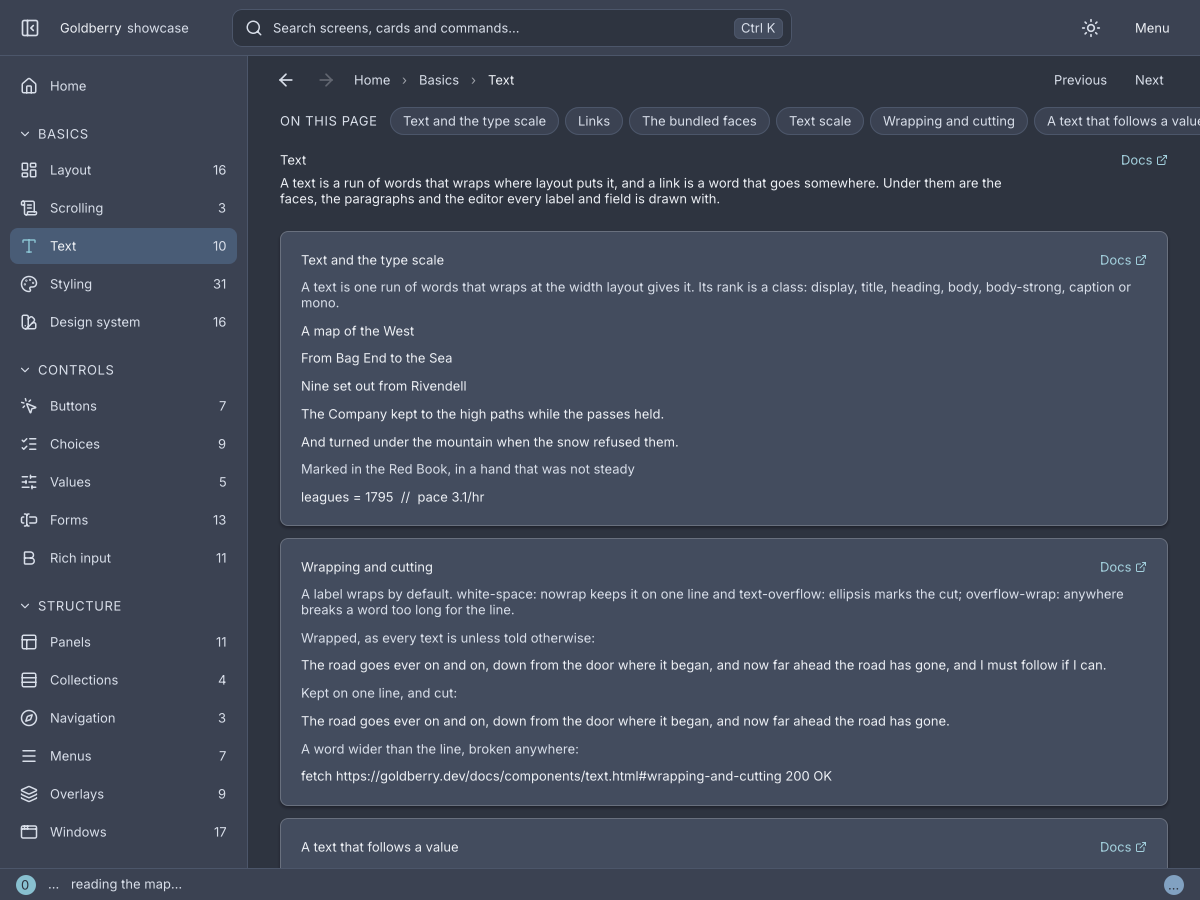 Goldberry showcase
Search screens, cards and commands...
Ctrl K
Menu
Home
BASICS
Layout 16
Scrolling 3
Text 10
Styling 31
Design system 16
CONTROLS
Buttons 7
Choices 9
Values 5
Forms 13
Rich input 11
STRUCTURE
Panels 11
Collections 4
Navigation 3
Menus 7
Overlays 9
Windows 17
Home › Basics › Text
Previous Next
ON THIS PAGE Text and the type scale Links The bundled faces Text scale Wrapping and cutting A text that follows a value
Text Docs
A text is a run of words that wraps where layout puts it, and a link is a word that goes somewhere. Under them are the
faces, the paragraphs and the editor every label and field is drawn with.
Text and the type scale Docs
A text is one run of words that wraps at the width layout gives it. Its rank is a class: display, title, heading, body, body-strong, caption or
mono.
A map of the West
From Bag End to the Sea
Nine set out from Rivendell
The Company kept to the high paths while the passes held.
And turned under the mountain when the snow refused them.
Marked in the Red Book, in a hand that was not steady
leagues = 1795 // pace 3.1/hr
Wrapping and cutting Docs
A label wraps by default. white-space: nowrap keeps it on one line and text-overflow: ellipsis marks the cut; overflow-wrap: anywhere
breaks a word too long for the line.
Wrapped, as every text is unless told otherwise:
The road goes ever on and on, down from the door where it began, and now far ahead the road has gone, and I must follow if I can.
Kept on one line, and cut:
The road goes ever on and on, down from the door where it began, and now far ahead the road has gone.
A word wider than the line, broken anywhere:
fetch https://goldberry.dev/docs/components/text.html#wrapping-and-cutting 200 OK
A text that follows a value Docs
0 ... reading the map... ...